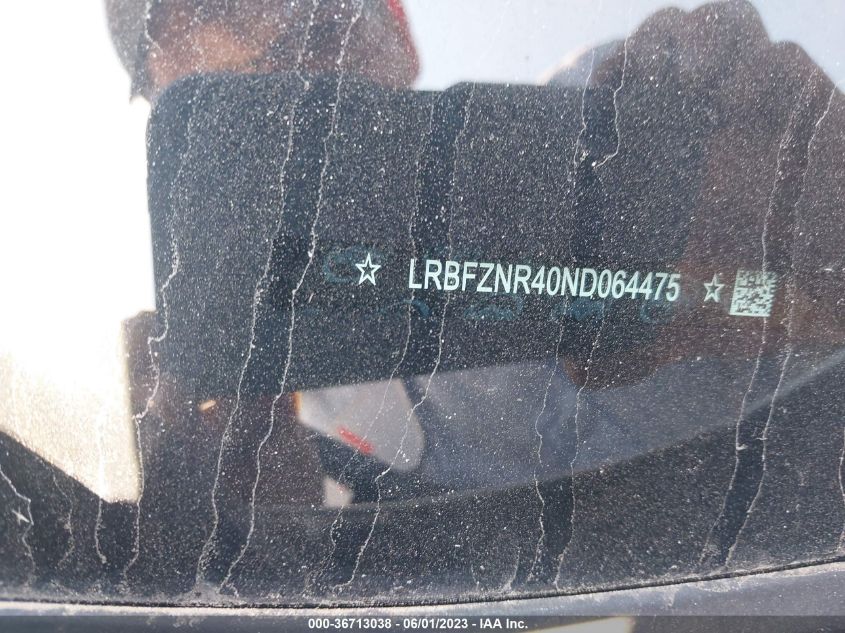 ☆ LRBFZNR40ND064475 ☆
000-36713038 - 06/01/2023 - IAA Inc.